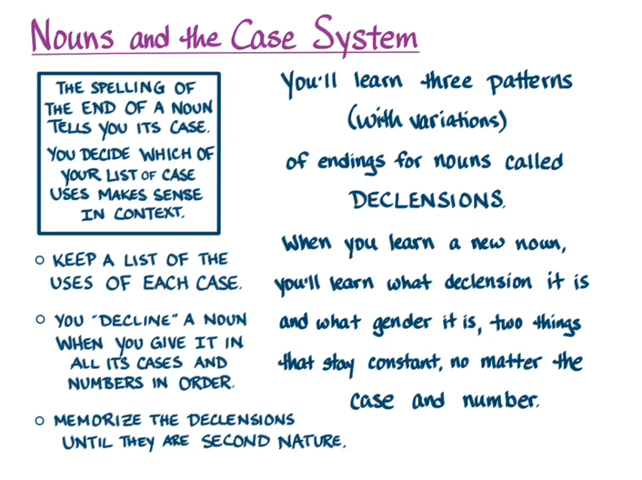 Nouns and the Case System
THE SPELLING OF
THE END OF A NOUN
TELLS YOU ITS CASE.
YOU DECIDE WHICH OF
YOUR LIST OF CASE
USES MAKES SENSE
IN CONTEXT.
KEEP A LIST OF THE
USES OF EACH CASE.
YOU "DECLINE" A NOUN
WHEN YOU GIVE IT IN
ALL ITS CASES AND
NUMBERS IN ORDER.
MEMORIZE THE DECLENSIONS
UNTIL THEY ARE SECOND NATURE.
You'll learn three patterns
(with variations)
of endings for nouns called
DECLENSIONS.
When you learn a new noun,
you'll learn what declension it is
and what gender it is, two things
that stay constant, no matter the
case and number.